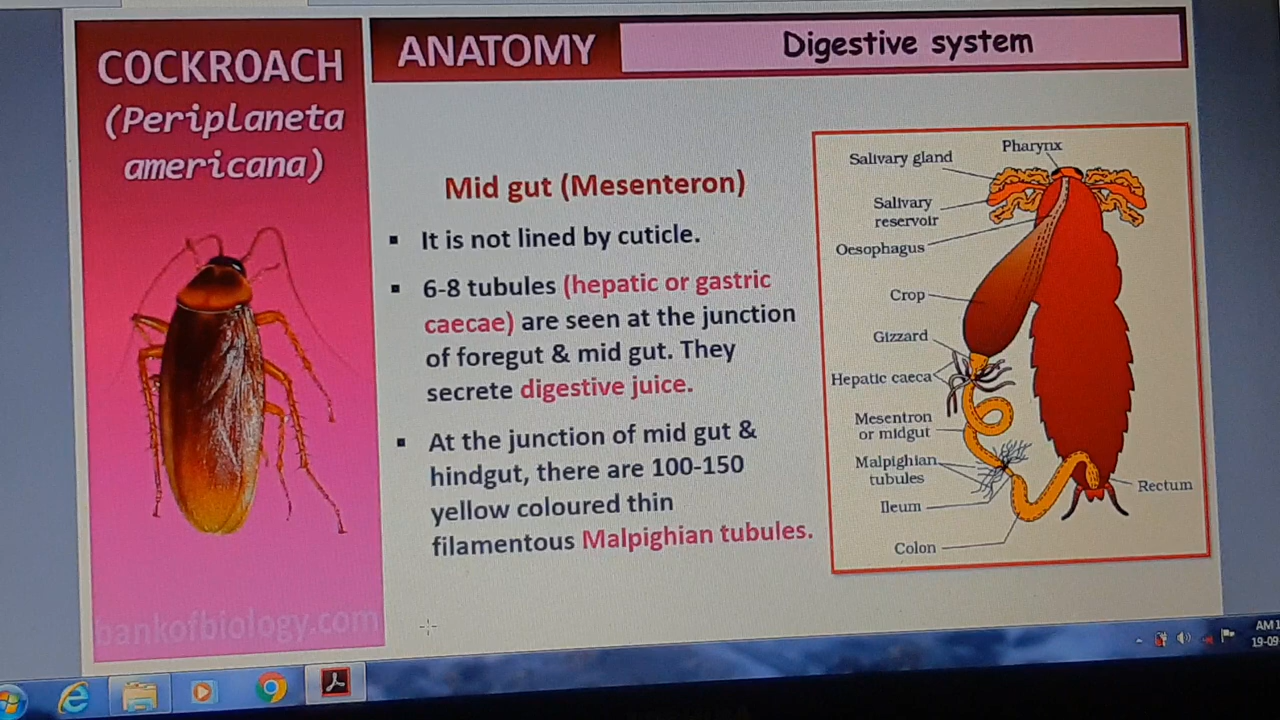 COCKROACH
(Periplaneta
americana)
bankofbiology.com
ANATOMY
Digestive system
Mid gut (Mesenteron)
▪ It is not lined by cuticle.
▪ 6-8 tubules (hepatic or gastric
caecae) are seen at the junction
of foregut & mid gut. They
secrete digestive juice.
▪ At the junction of mid gut &
hindgut, there are 100-150
yellow coloured thin
filamentous Malpighian tubules.
Pharynx
Salivary gland
Salivary
reservoir
Oesophagus
Crop
Gizzard
Hepatic caeca
Mesentron
or midgut
Malpighian
tubules
Ileum
Colon
Rectum
AM
19-09